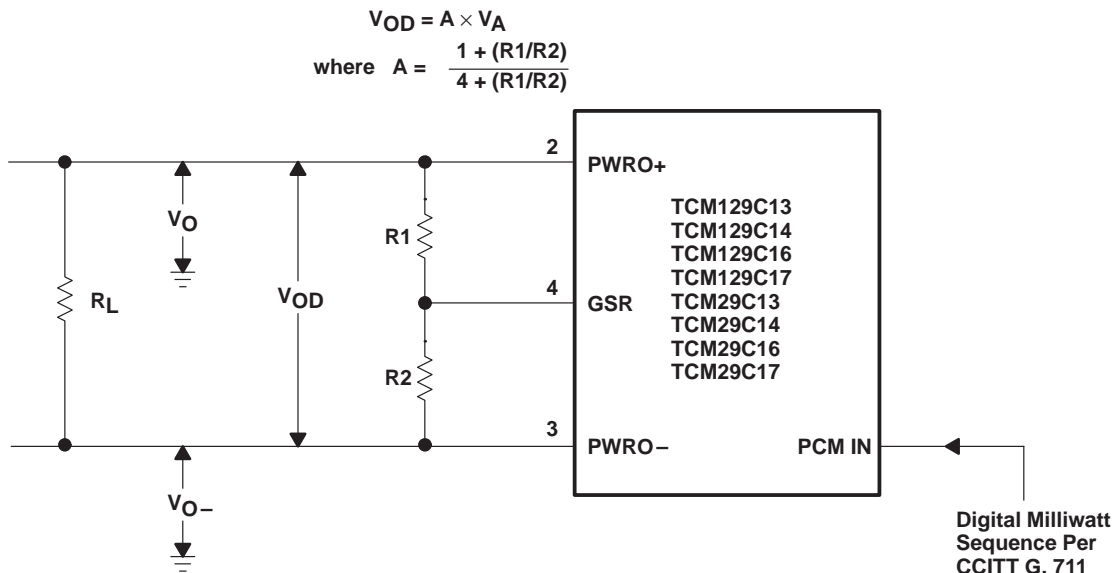 VOD = A × VA
where A = 1 + (R1/R2)
4 + (R1/R2)
2
PWRO+
TCM129C13
TCM129C14
TCM129C16
TCM129C17
TCM29C13
TCM29C14
TCM29C16
TCM29C17
VO
R1
RL
VOD
4
GSR
R2
3
PWRO−
PCM IN
VO−
Digital Milliwatt
Sequence Per
CCITT G. 711